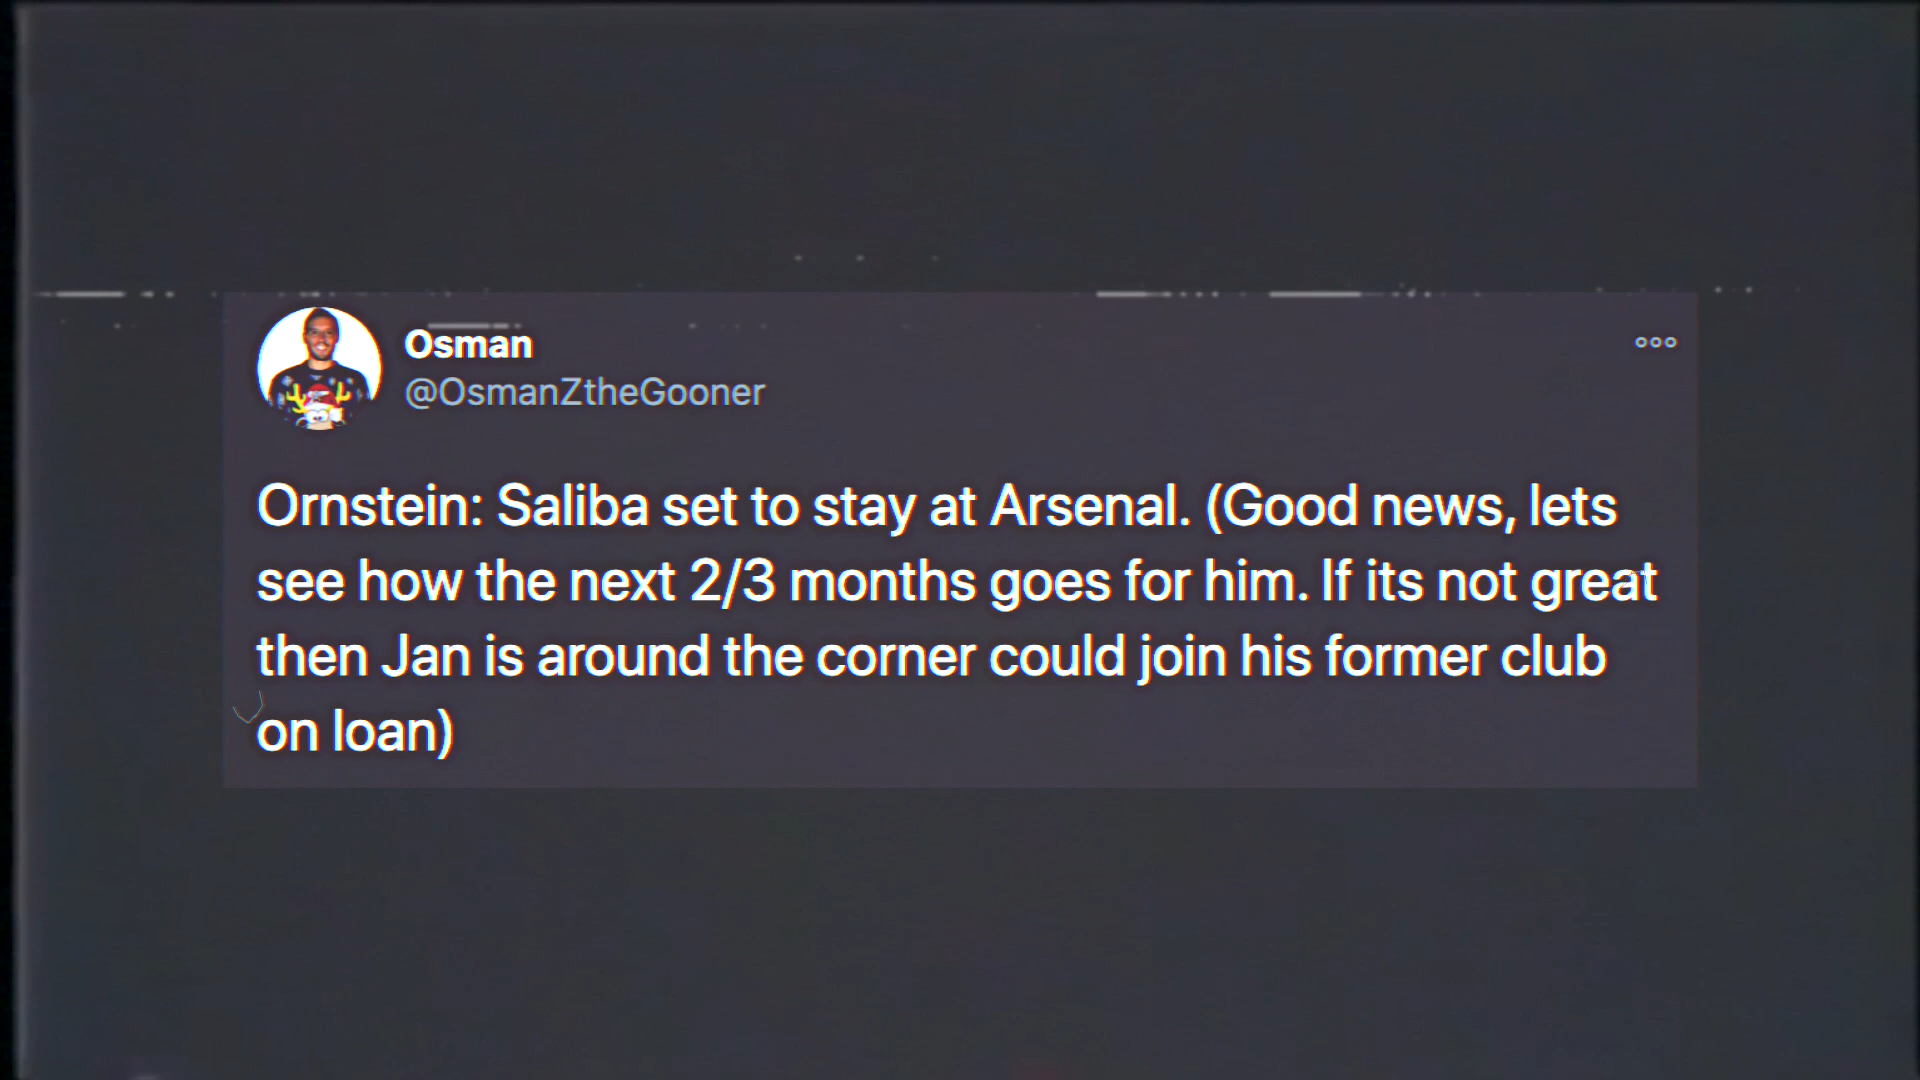 Osman
@OsmanZtheGooner
Ornstein: Saliba set to stay at Arsenal. (Good news, lets
see how the next 2/3 months goes for him. If its not great
then Jan is around the corner could join his former club
on loan)